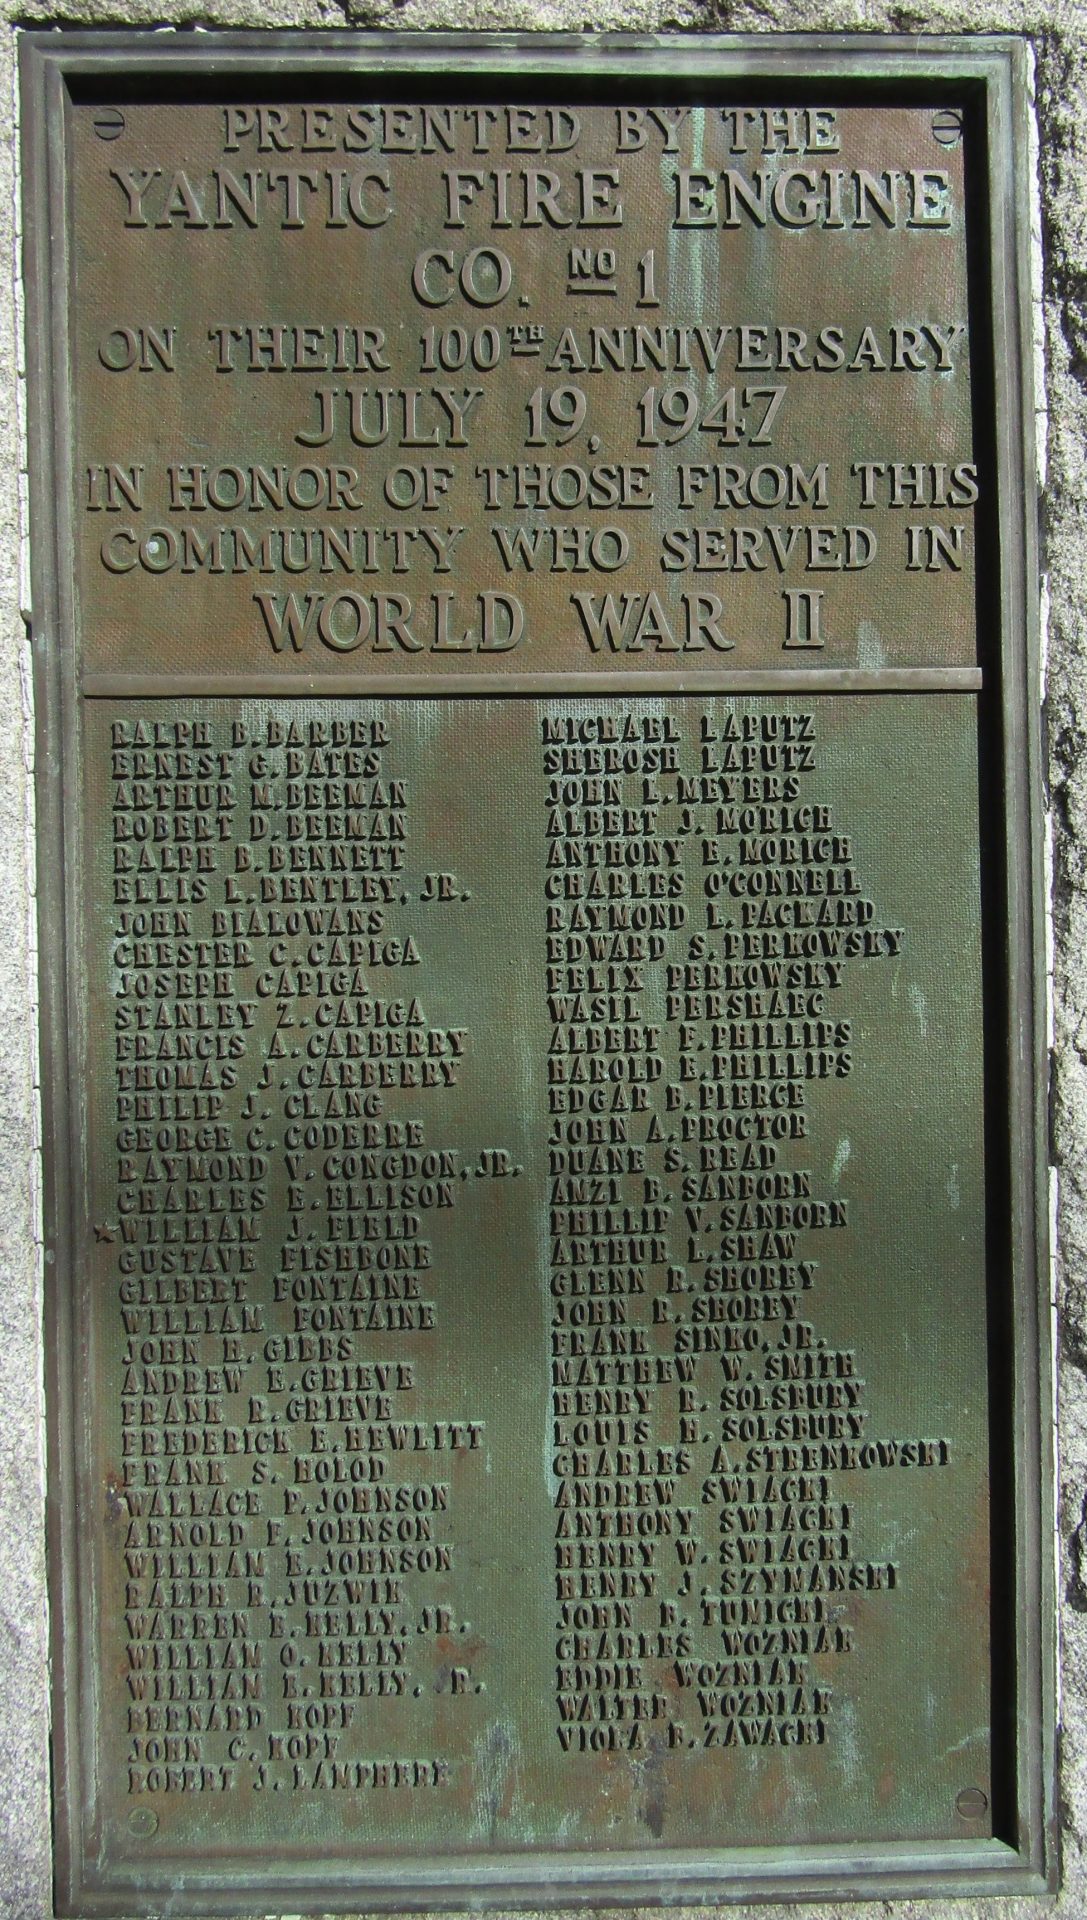 PRESENTED BY THE
YANTIC FIRE ENGINE
CO. NO 1
ON THEIR 100TH ANNIVERSARY
JULY 19, 1947
IN HONOR OF THOSE FROM THIS
COMMUNITY WHO SERVED IN
WORLD WAR II
RALPH B. BARBER
ERNEST G. BATES
ARTHUR M. BEEMAN
ROBERT D. BEEMAN
RALPH B. BENNETT
ELLIS L. BENTLEY, JR.
JOHN BIALOWANS
CHESTER C. CAPIGA
JOSEPH CAPIGA
STANLEY Z. CAPIGA
FRANCIS A. CARBERRY
THOMAS J. CARBERRY
PHILIP J. CLANG
GEORGE C. CODERRE
RAYMOND V. CONGDON, JR.
CHARLES E. ELLISON
★WILLIAM J. FIELD
GUSTAVE FISHBONE
GILBERT FONTAINE
WILLIAM FONTAINE
JOHN H. GIBBS
ANDREW E. GRIEVE
FRANK R. GRIEVE
FREDERICK E. HEWLITT
FRANK S. HOLOD
WALLACE P. JOHNSON
ARNOLD F. JOHNSON
WILLIAM E. JOHNSON
RALPH R. JUZWIK
WARREN E. KELLY, JR.
WILLIAM O. KELLY
WILLIAM E. KELLY, JR.
BERNARD KOPF
JOHN C. KOPF
ROBERT J. LAMPHERE
MICHAEL LAPUTZ
SHEROSH LAPUTZ
JOHN L. MEYERS
ALBERT J. MORICH
ANTHONY E. MORICH
CHARLES O'CONNELL
RAYMOND L. PACKARD
EDWARD S. PERKOWSKY
FELIX PERKOWSKY
WASIL PERSHAEC
ALBERT F. PHILLIPS
HAROLD E. PHILLIPS
EDGAR B. PIERCE
JOHN A. PROCTOR
DUANE S. READ
AMZI B. SANBORN
PHILLIP V. SANBORN
ARTHUR L. SHAW
GLENN R. SHOREY
JOHN R. SHOREY
FRANK SINKO, JR.
MATTHEW W. SMITH
HENRY R. SOLSBURY
LOUIS H. SOLSBURY
CHARLES A. STRENKOWSKI
ANDREW SWIACKI
ANTHONY SWIACKI
HENRY W. SWIACKI
HENRY J. SZYMANSKI
JOHN B. TUMICKI
CHARLES WOZNIAK
EDDIE WOZNIAK
WALTER WOZNIAK
VIOLA B. ZAWACKI